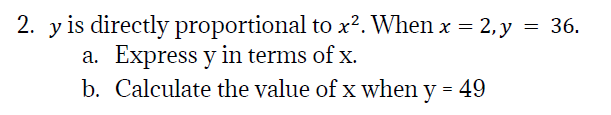 2. y is directly proportional to x². When x = 2, y = 36.
a. Express y in terms of x.
b. Calculate the value of x when y = 49